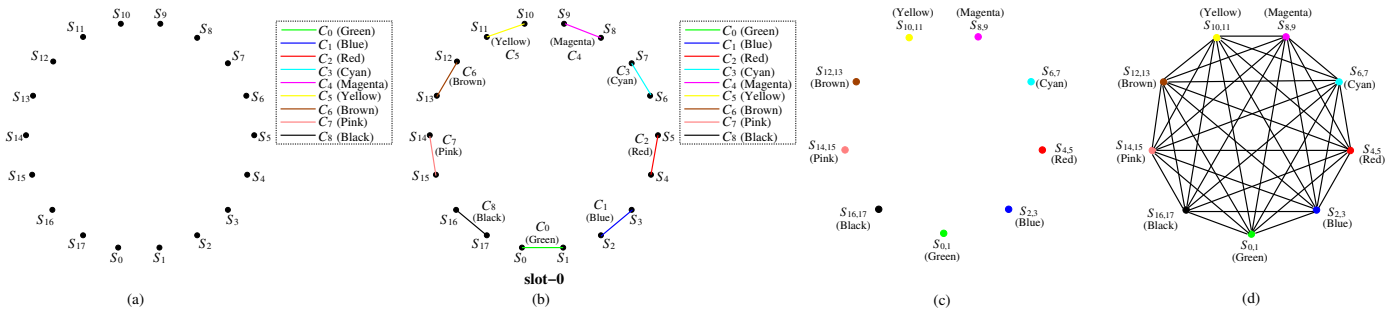 S10
S9
S11
S8
S12
S7
S13
S6
S14
S5
S15
S4
S16
S3
S17
S2
S0
S1
(a)
C0 (Green)
C1 (Blue)
C2 (Red)
C3 (Cyan)
C4 (Magenta)
C5 (Yellow)
C6 (Brown)
C7 (Pink)
C8 (Black)
S10
S9
S11
S8
(Yellow)
C5
(Magenta)
C4
S12
S7
C6
(Brown)
C3
(Cyan)
S13
S6
S14
S5
C7
(Pink)
C2
(Red)
S15
S4
C8
(Black)
C1
(Blue)
S16
S3
S17
S2
C0
(Green)
S0
S1
slot-0
(b)
C0 (Green)
C1 (Blue)
C2 (Red)
C3 (Cyan)
C4 (Magenta)
C5 (Yellow)
C6 (Brown)
C7 (Pink)
C8 (Black)
(Yellow)
S10,11
(Magenta)
S8,9
S12,13
(Brown)
S6,7
(Cyan)
S14,15
(Pink)
S4,5
(Red)
S16,17
(Black)
S2,3
(Blue)
S0,1
(Green)
(c)
(Yellow)
S10,11
(Magenta)
S8,9
S12,13
(Brown)
S6,7
(Cyan)
S14,15
(Pink)
S4,5
(Red)
S16,17
(Black)
S2,3
(Blue)
S0,1
(Green)
(d)